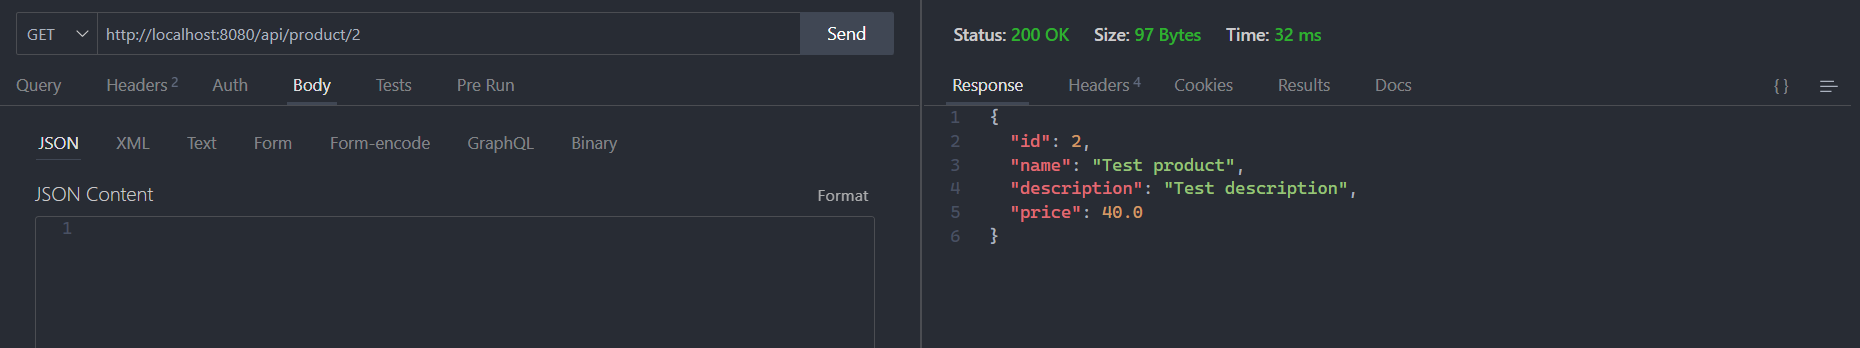 GET http://localhost:8080/api/product/2 Send
Query Headers 2 Auth Body Tests Pre Run
JSON XML Text Form Form-encode GraphQL Binary
JSON Content Format
1
Status: 200 OK Size: 97 Bytes Time: 32 ms
Response Headers 4 Cookies Results Docs { }
1 {
2 "id": 2,
3 "name": "Test product",
4 "description": "Test description",
5 "price": 40.0
6 }